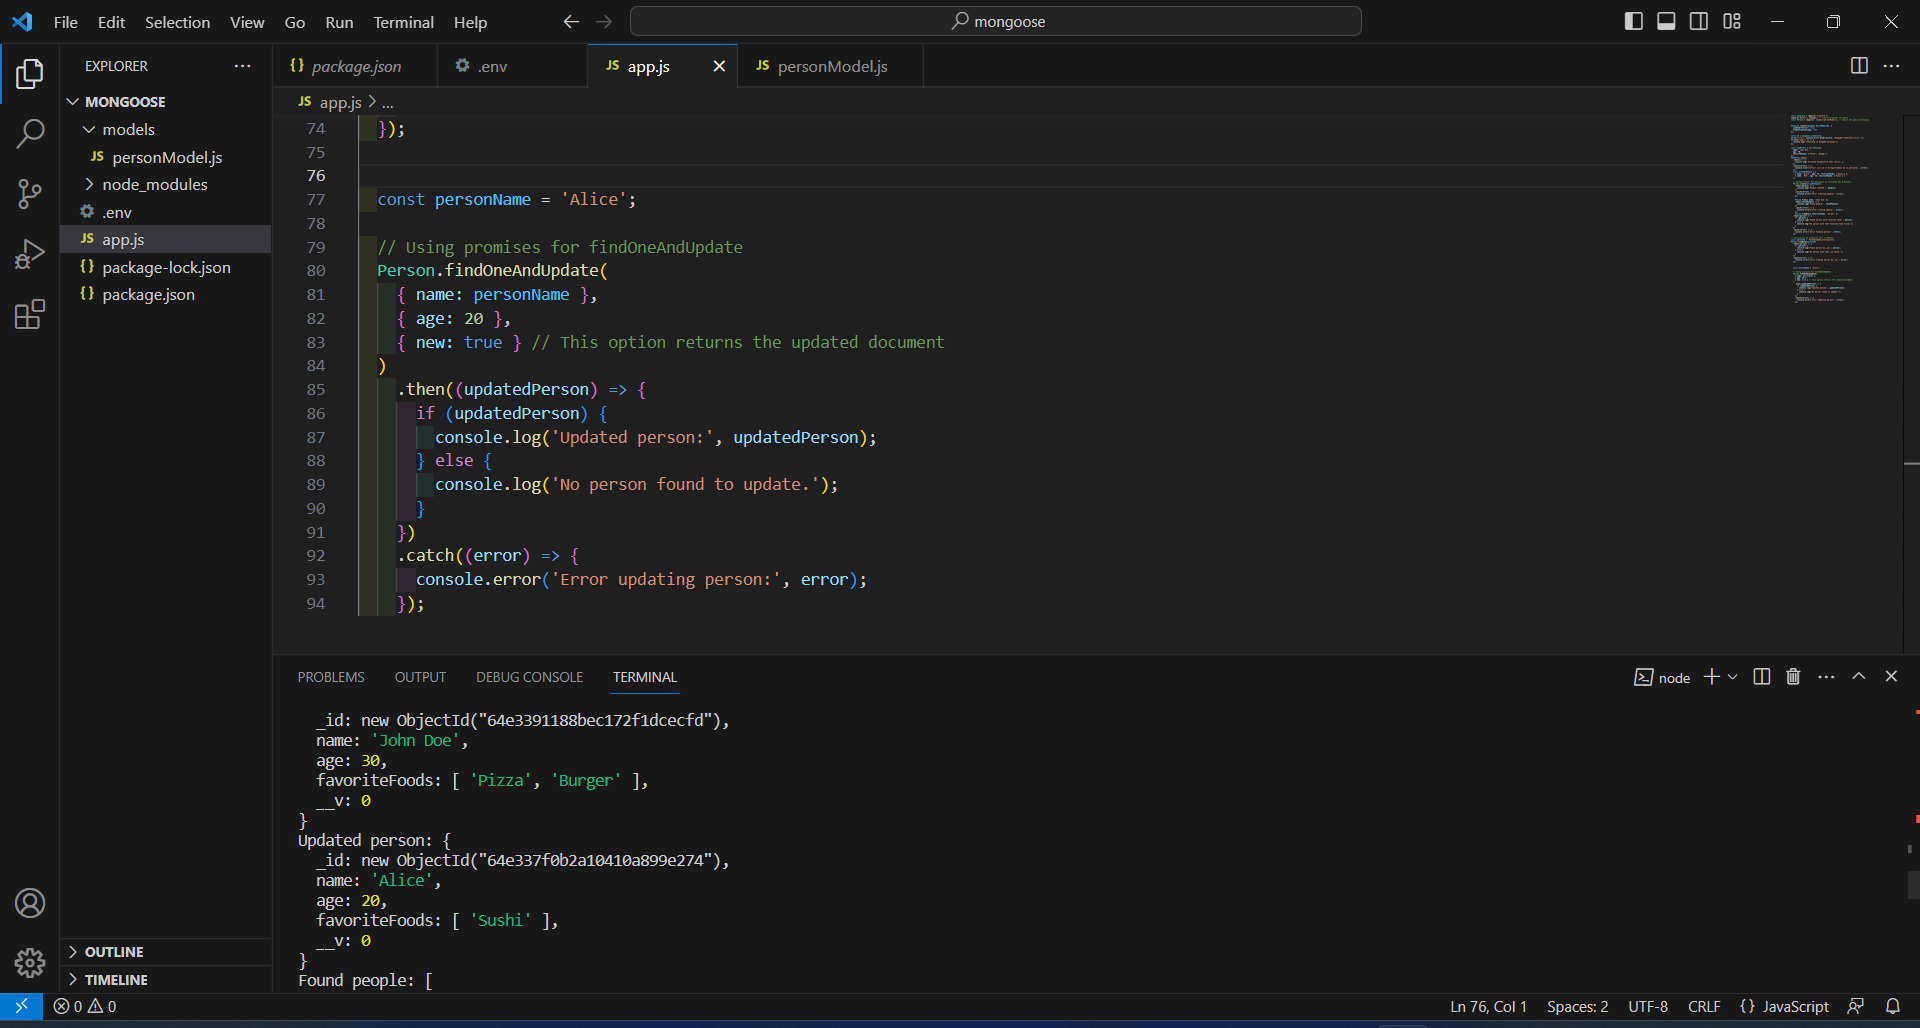 File Edit Selection View Go Run Terminal Help
mongoose
EXPLORER
MONGOOSE
models
JS personModel.js
node_modules
.env
JS app.js
{} package-lock.json
{} package.json
OUTLINE
TIMELINE
{} package.json
.env
JS app.js
JS personModel.js
JS app.js > ...
74 });
75
76
77 const personName = 'Alice';
78
79 // Using promises for findOneAndUpdate
80 Person.findOneAndUpdate(
81 { name: personName },
82 { age: 20 },
83 { new: true } // This option returns the updated document
84 )
85 .then((updatedPerson) => {
86 if (updatedPerson) {
87 console.log('Updated person:', updatedPerson);
88 } else {
89 console.log('No person found to update.');
90 }
91 })
92 .catch((error) => {
93 console.error('Error updating person:', error);
94 });
PROBLEMS OUTPUT DEBUG CONSOLE TERMINAL
node
_id: new ObjectId("64e3391188bec172f1dcecfd"),
name: 'John Doe',
age: 30,
favoriteFoods: [ 'Pizza', 'Burger' ],
__v: 0
}
Updated person: {
_id: new ObjectId("64e337f0b2a10410a899e274"),
name: 'Alice',
age: 20,
favoriteFoods: [ 'Sushi' ],
__v: 0
}
Found people: [
0 0
Ln 76, Col 1 Spaces: 2 UTF-8 CRLF {} JavaScript